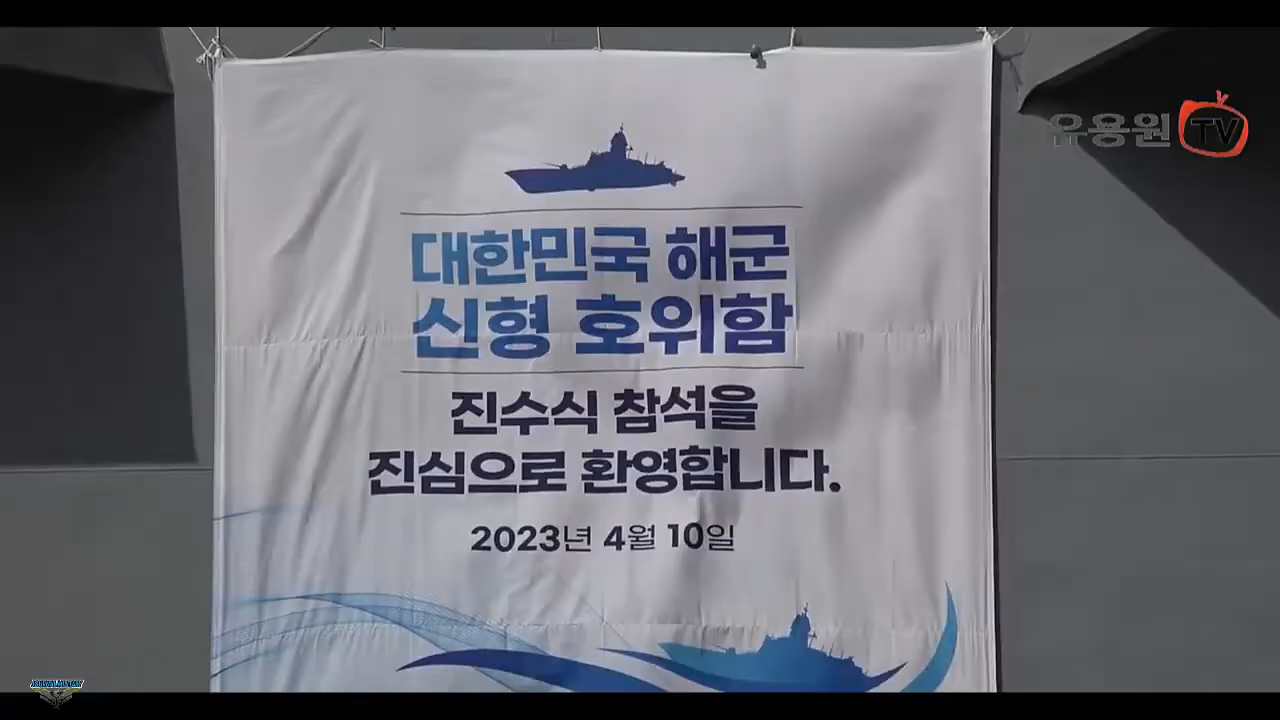 유용원 TV
대한민국 해군
신형 호위함
진수식 참석을
진심으로 환영합니다.
2023년 4월 10일